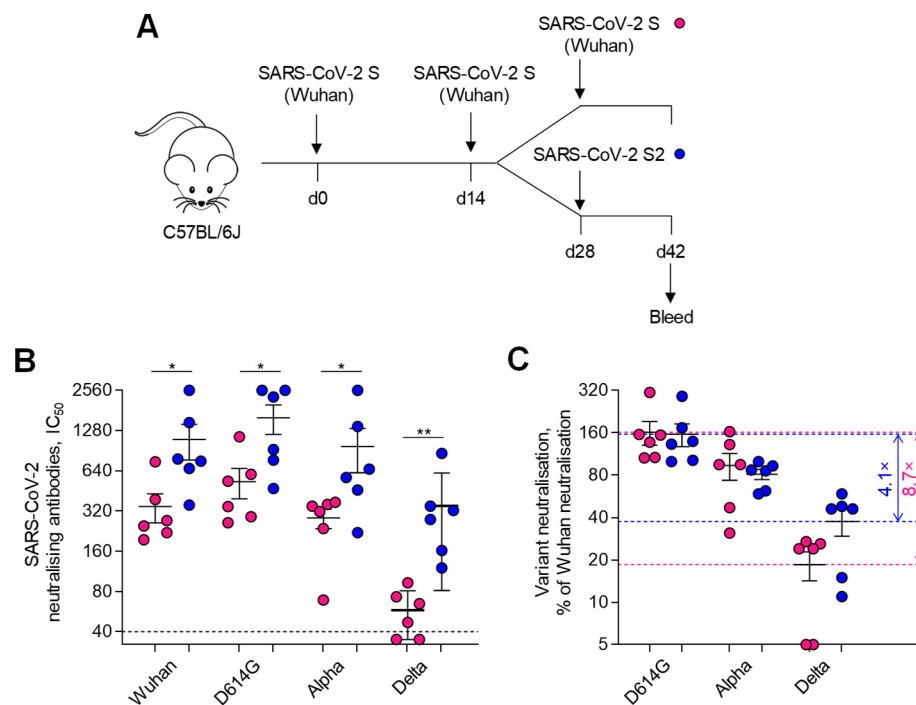 A
SARS-CoV-2 S
(Wuhan)
SARS-CoV-2 S
(Wuhan)
SARS-CoV-2 S
(Wuhan)
SARS-CoV-2 S2
C57BL/6J
d0
d14
d28
d42
Bleed
B
SARS-CoV-2
neutralising antibodies, IC50
2560
1280
640
320
160
80
40
*
*
*
**
Wuhan
D614G
Alpha
Delta
C
Variant neutralisation,
% of Wuhan neutralisation
320
160
80
40
20
10
5
4.1×
8.7×
D614G
Alpha
Delta